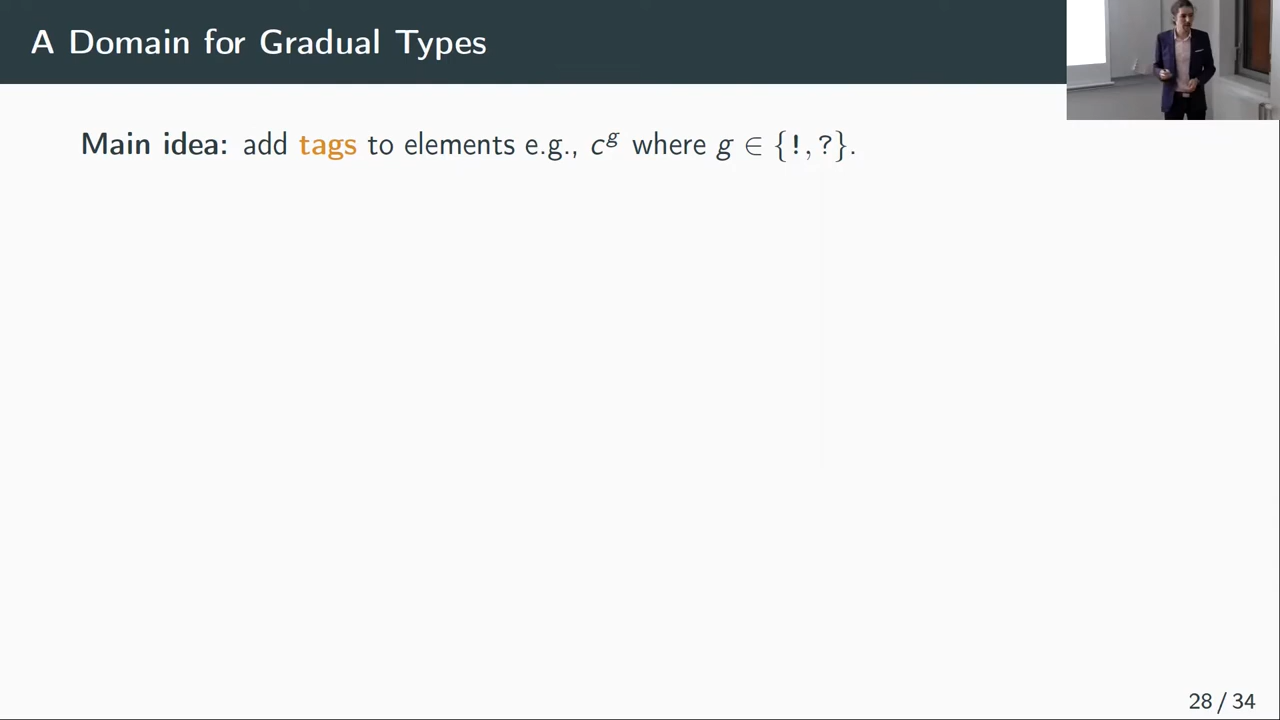 A Domain for Gradual Types
Main idea: add tags to elements e.g., c^g where g ∈ {!, ?}.
28 / 34